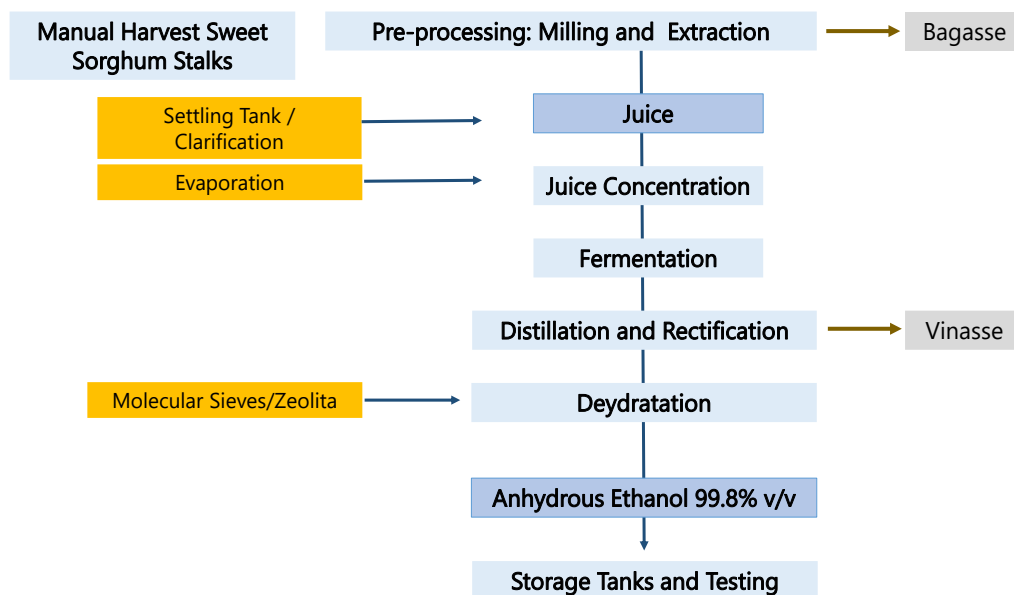 Manual Harvest Sweet
Sorghum Stalks
Pre-processing: Milling and Extraction
Bagasse
Settling Tank /
Clarification
Juice
Evaporation
Juice Concentration
Fermentation
Distillation and Rectification
Vinasse
Molecular Sieves/Zeolita
Deydratation
Anhydrous Ethanol 99.8% v/v
Storage Tanks and Testing